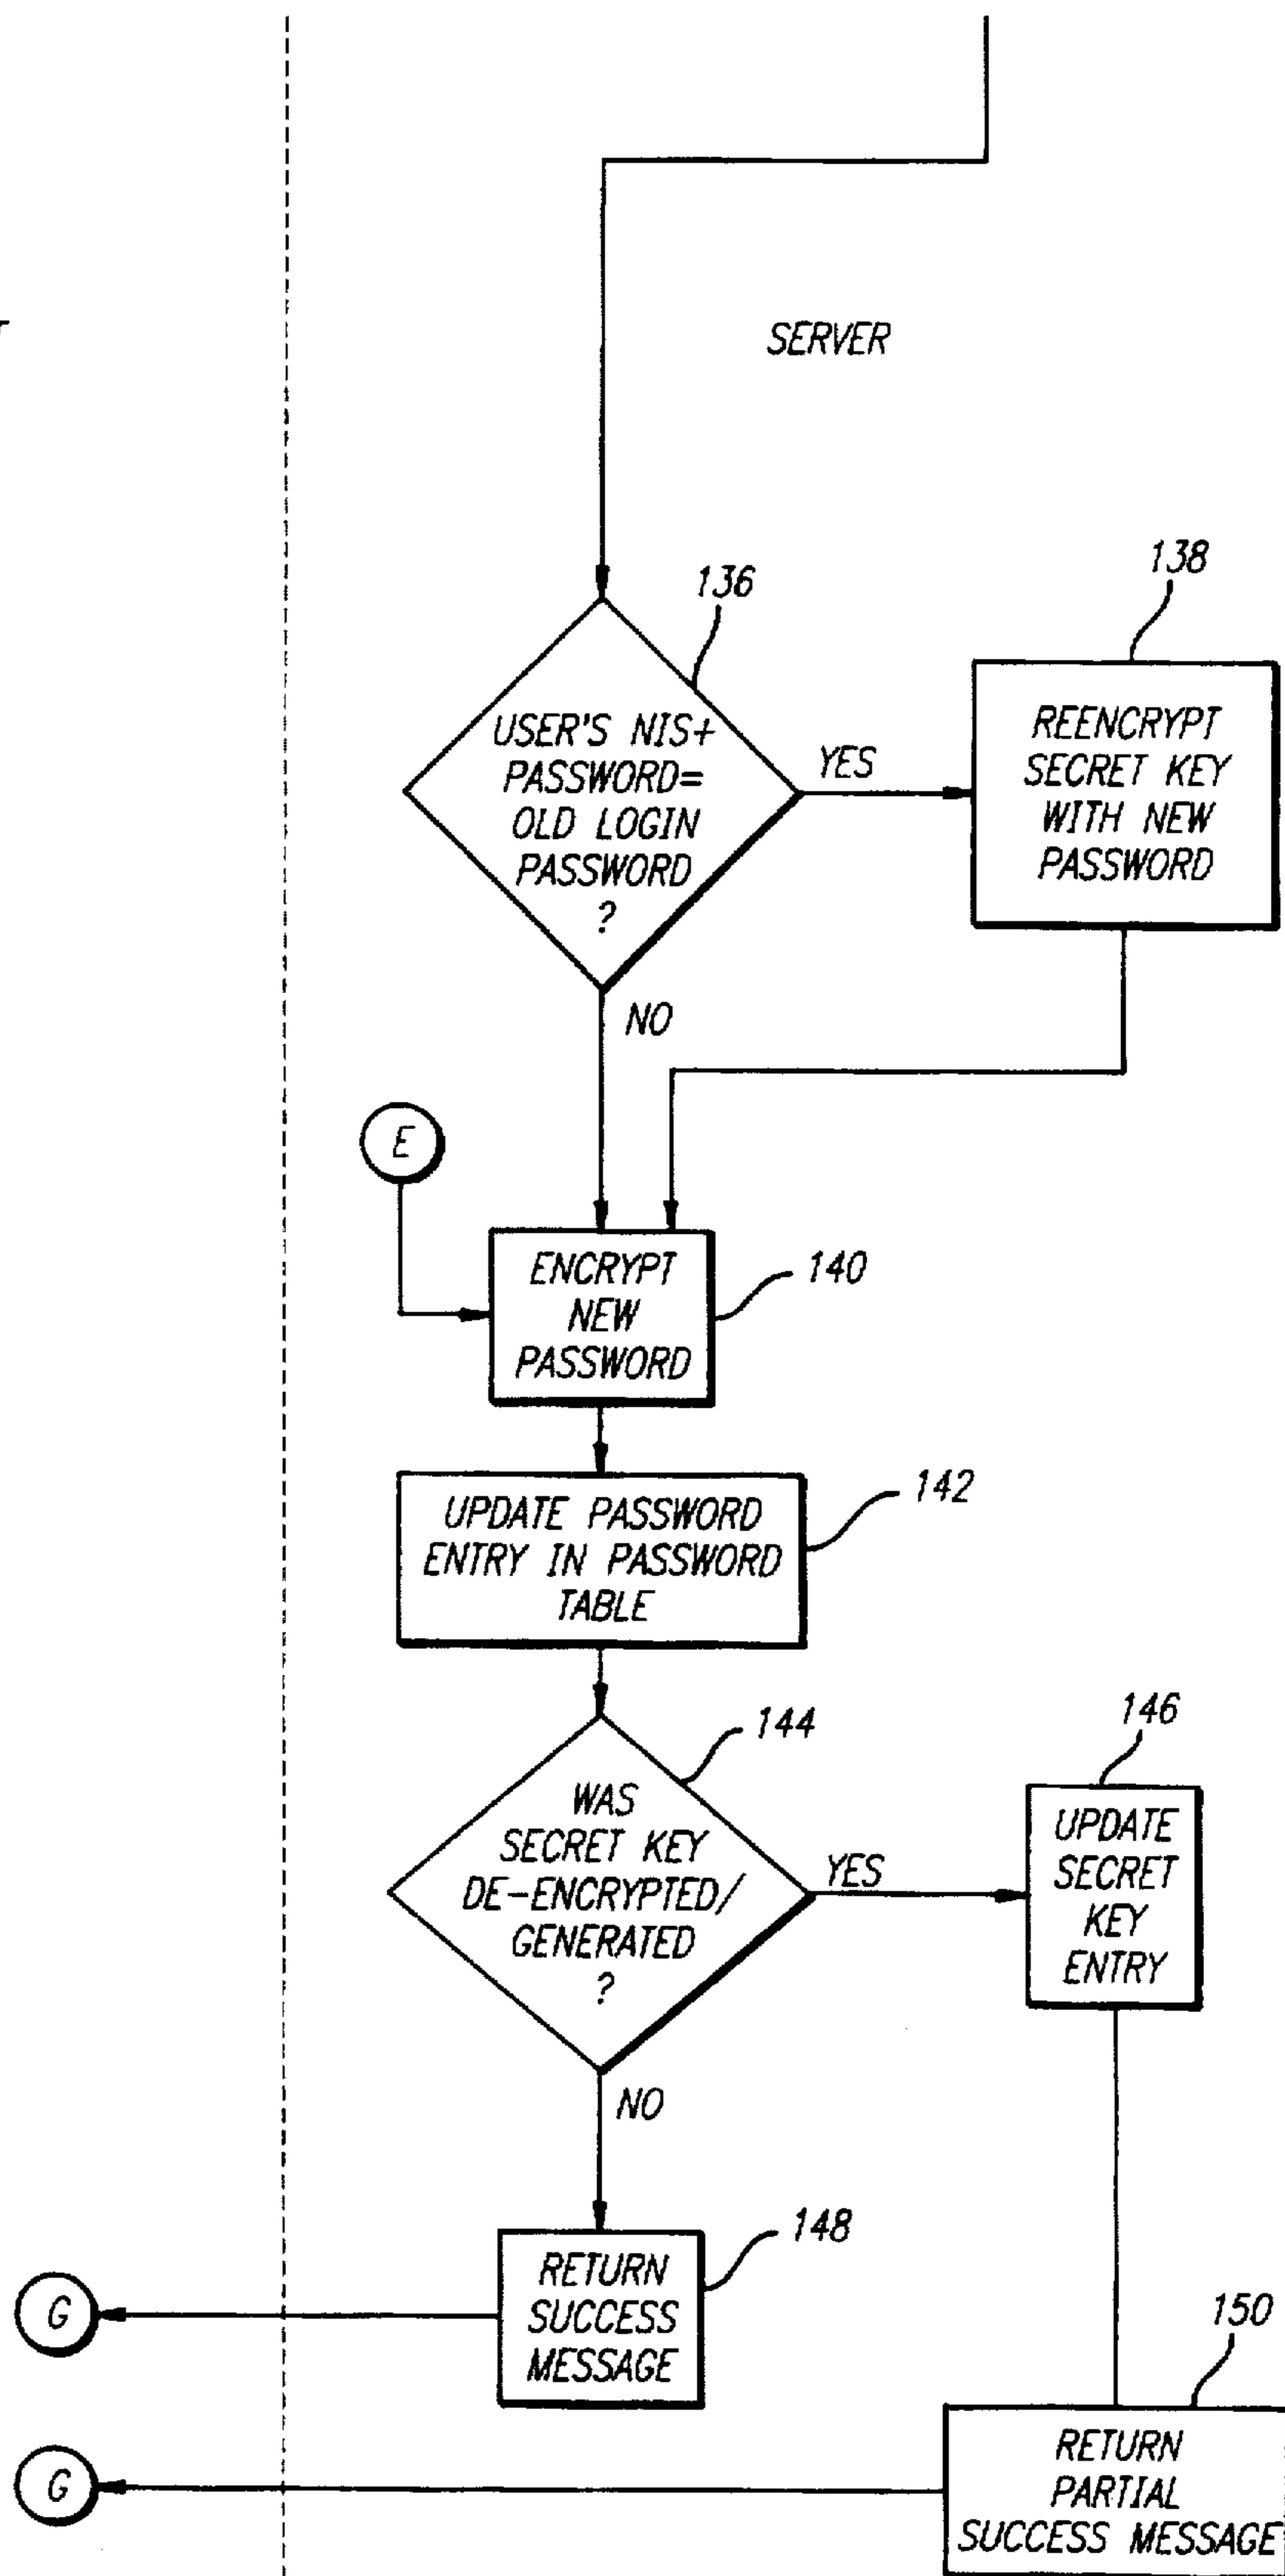 SERVER
136
138
USER'S NIS+
PASSWORD=
OLD LOGIN
PASSWORD
?
YES
REENCRYPT
SECRET KEY
WITH NEW
PASSWORD
NO
E
ENCRYPT
NEW
PASSWORD
140
UPDATE PASSWORD
ENTRY IN PASSWORD
TABLE
142
144
WAS
SECRET KEY
DE-ENCRYPTED/
GENERATED
?
YES
146
UPDATE
SECRET
KEY
ENTRY
NO
148
RETURN
SUCCESS
MESSAGE
G
150
RETURN
PARTIAL
SUCCESS MESSAGE
G